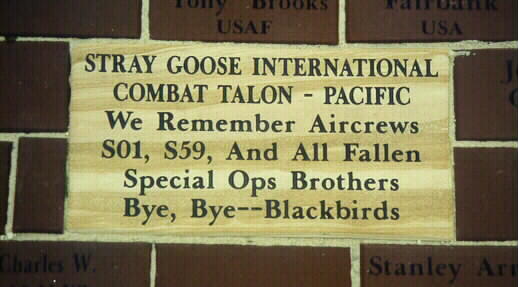 Tony Brooks
USAF
Fairbank
USA
STRAY GOOSE INTERNATIONAL
COMBAT TALON - PACIFIC
We Remember Aircrews
S01, S59, And All Fallen
Special Ops Brothers
Bye, Bye--Blackbirds
Charles W.
Stanley